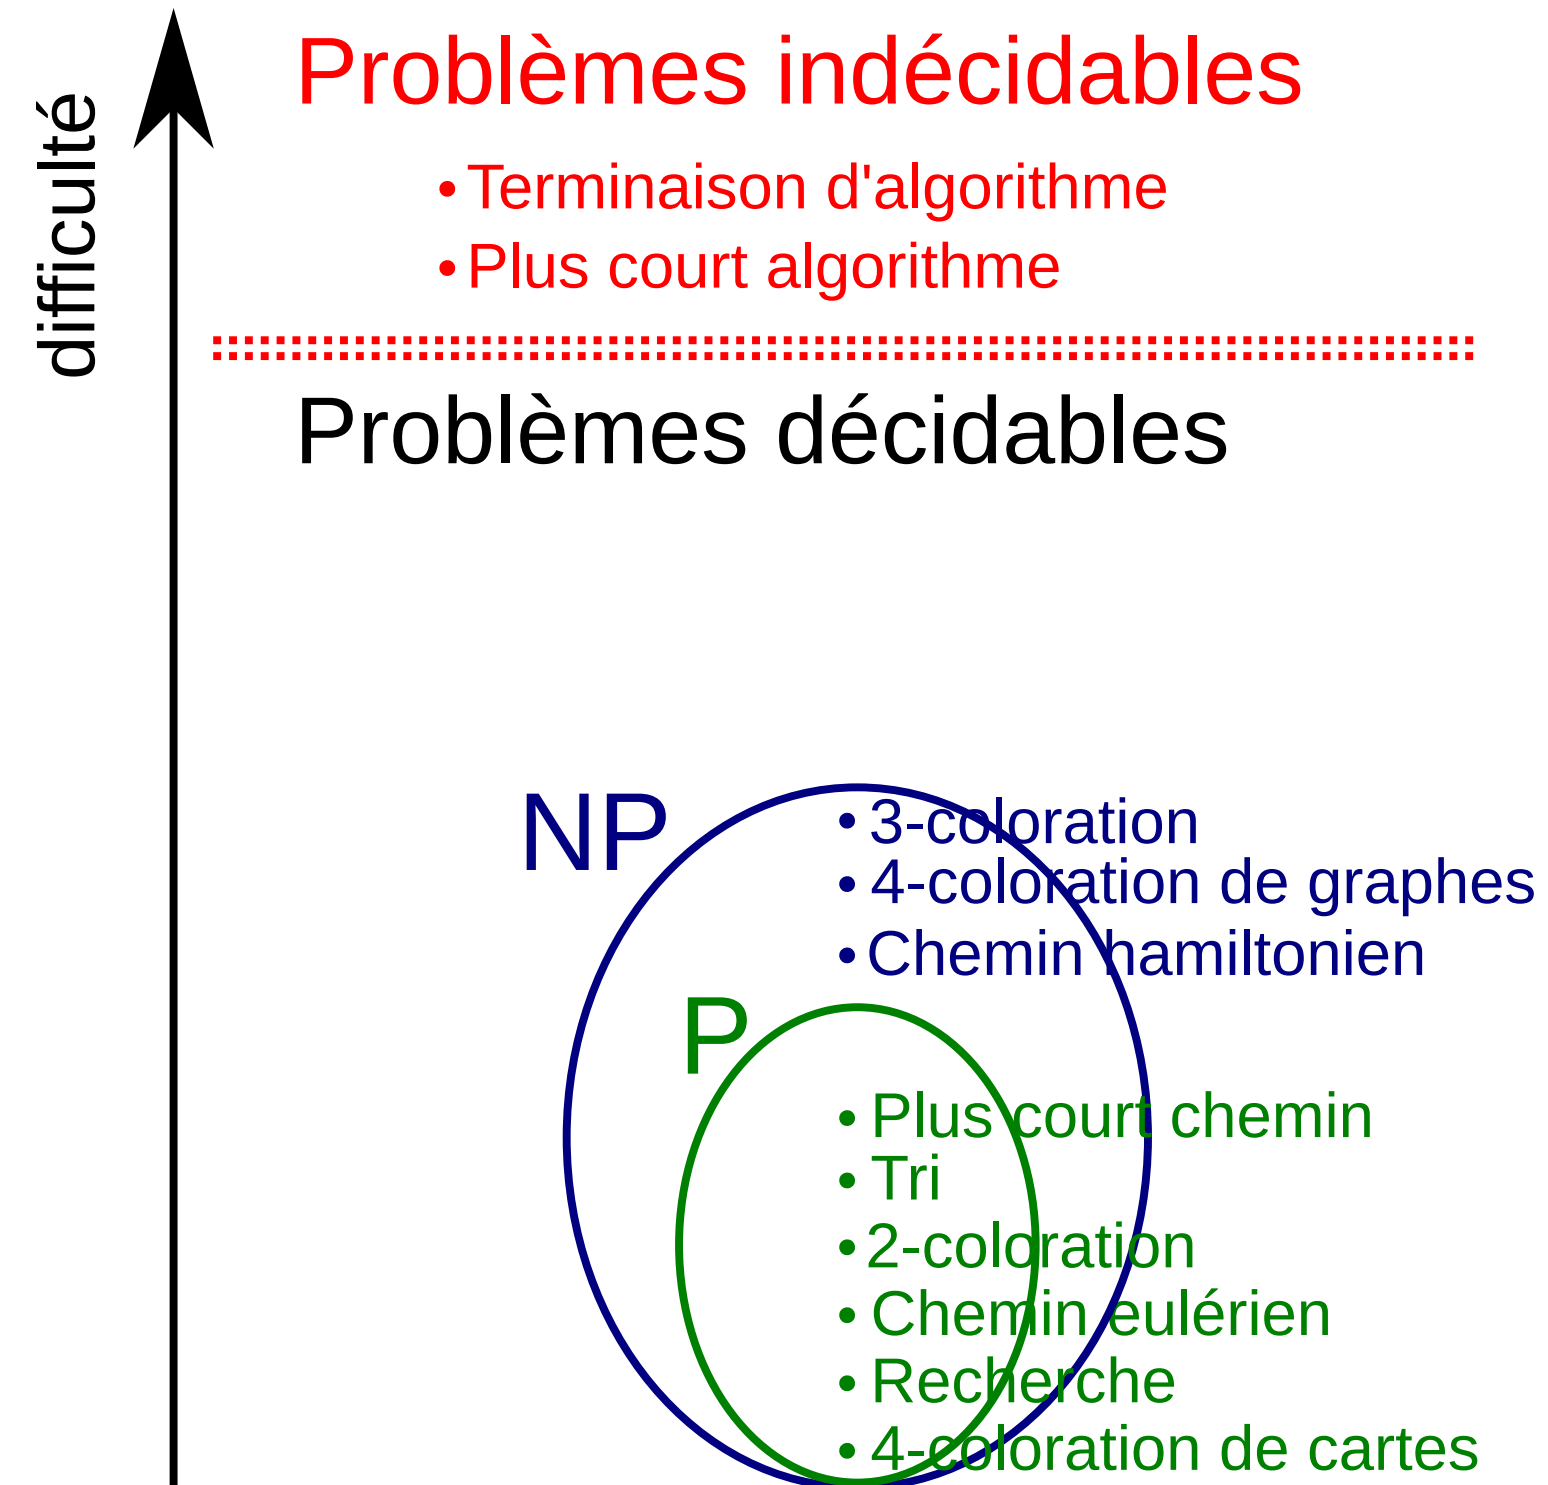 difficulté
Problèmes indécidables
• Terminaison d'algorithme
• Plus court algorithme
Problèmes décidables
NP
• 3-coloration
• 4-coloration de graphes
• Chemin hamiltonien
P
• Plus court chemin
• Tri
• 2-coloration
• Chemin eulérien
• Recherche
• 4-coloration de cartes